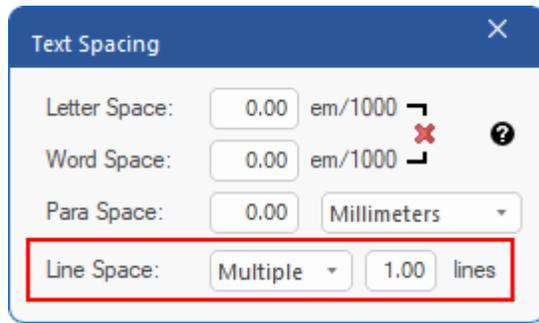 Text Spacing
Letter Space: 0.00 em/1000
Word Space: 0.00 em/1000
Para Space: 0.00 Millimeters
Line Space: Multiple 1.00 lines